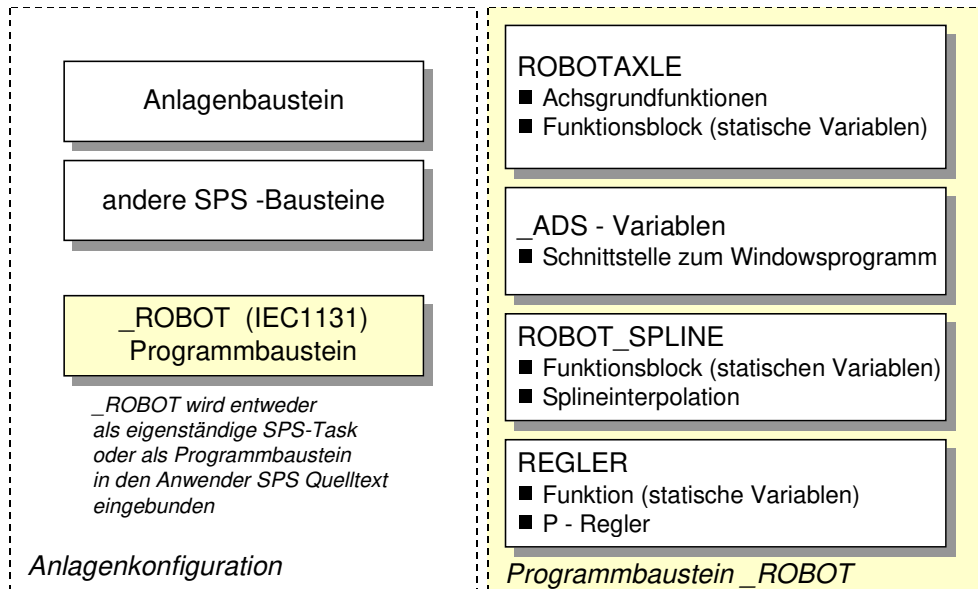 Anlagenbaustein
andere SPS -Bausteine
_ROBOT (IEC1131)
Programmbaustein
_ROBOT wird entweder
als eigenständige SPS-Task
oder als Programmbaustein
in den Anwender SPS Quelltext
eingebunden
Anlagenkonfiguration
ROBOTAXLE
■ Achsgrundfunktionen
■ Funktionsblock (statische Variablen)
_ADS - Variablen
■ Schnittstelle zum Windowsprogramm
ROBOT_SPLINE
■ Funktionsblock (statischen Variablen)
■ Splineinterpolation
REGLER
■ Funktion (statische Variablen)
■ P - Regler
Programmbaustein _ROBOT